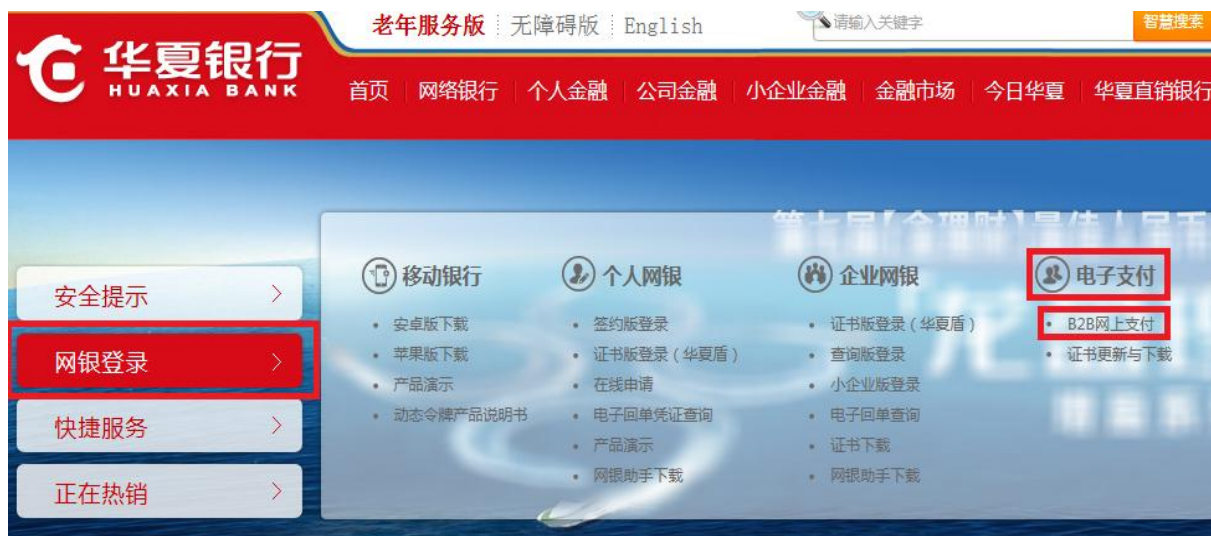 老年服务版 无障碍版 English 请输入关键字 智慧搜索
华夏银行
HUAXIA BANK
首页 网络银行 个人金融 公司金融 小企业金融 金融市场 今日华夏 华夏直销银行
安全提示
网银登录
快捷服务
正在热销
移动银行
安卓版下载
苹果版下载
产品演示
动态令牌产品说明书
个人网银
签约版登录
证书版登录(华夏盾)
在线申请
电子回单凭证查询
产品演示
网银助手下载
企业网银
证书版登录(华夏盾)
查询版登录
小企业版登录
电子回单查询
证书下载
网银助手下载
电子支付
B2B网上支付
证书更新与下载